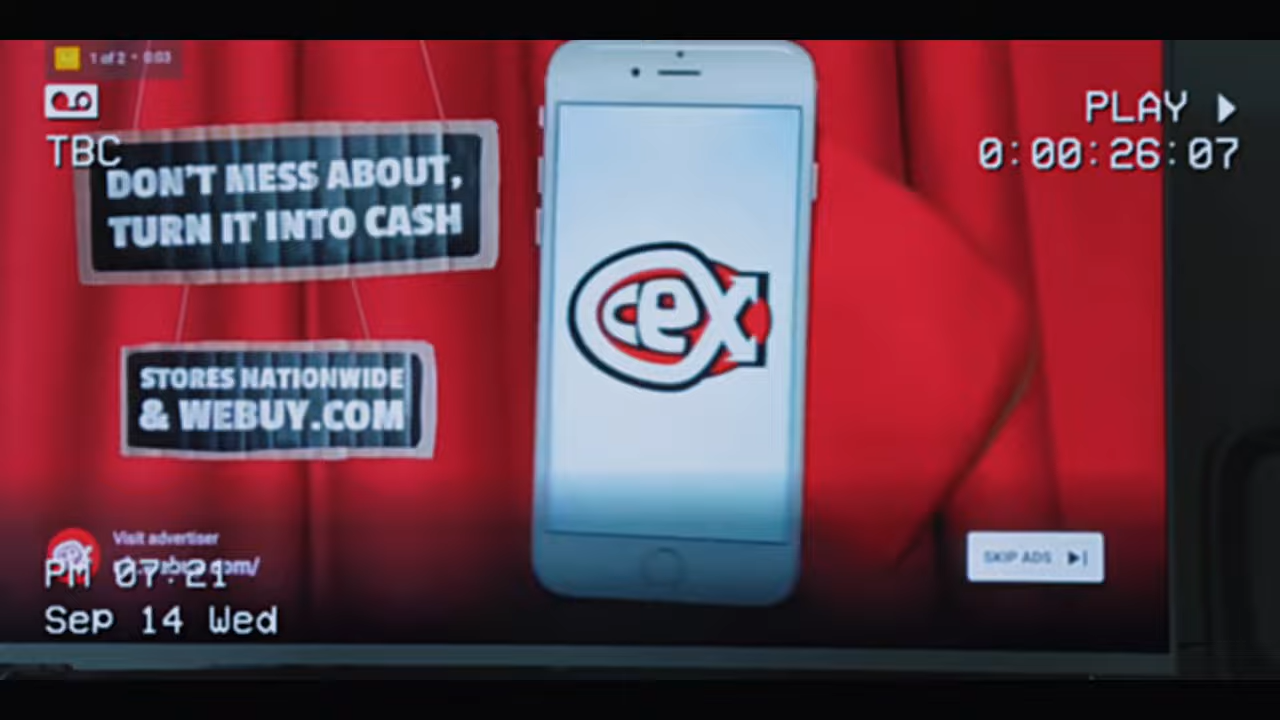 1 of 2 • 0:03
PLAY
TBC
0:00:26:07
DON'T MESS ABOUT,
TURN IT INTO CASH
cex
STORES NATIONWIDE
& WEBUY.COM
Visit advertiser
SKIP ADS
PM 07:21
Sep 14 Wed